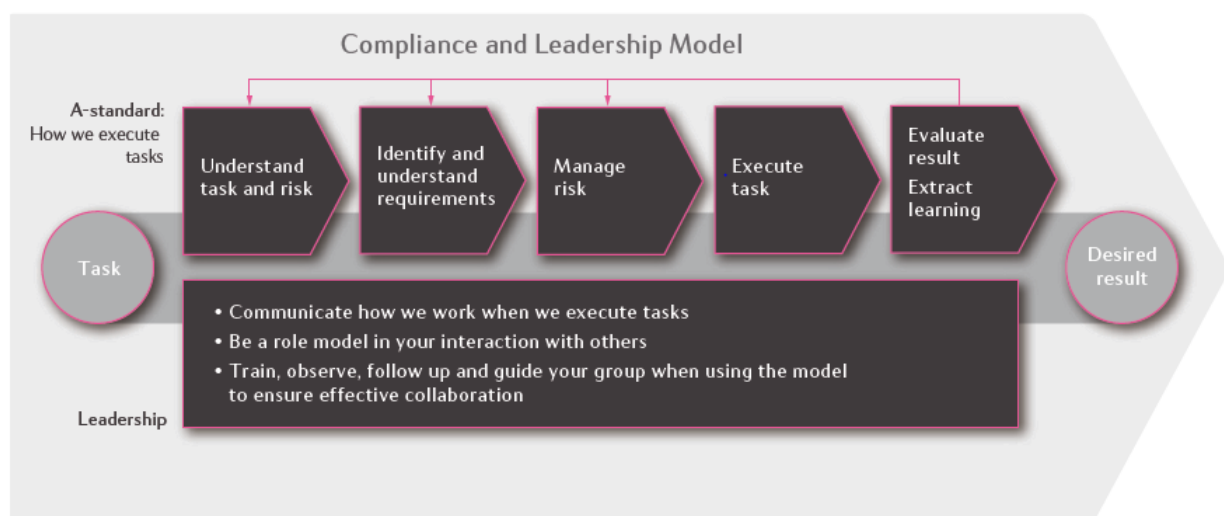 Compliance and Leadership Model
A-standard:
How we execute
tasks
Understand
task and risk
Identify and
understand
requirements
Manage
risk
Execute
task
Evaluate
result
Extract
learning
Task
Desired
result
• Communicate how we work when we execute tasks
• Be a role model in your interaction with others
• Train, observe, follow up and guide your group when using the model
to ensure effective collaboration
Leadership